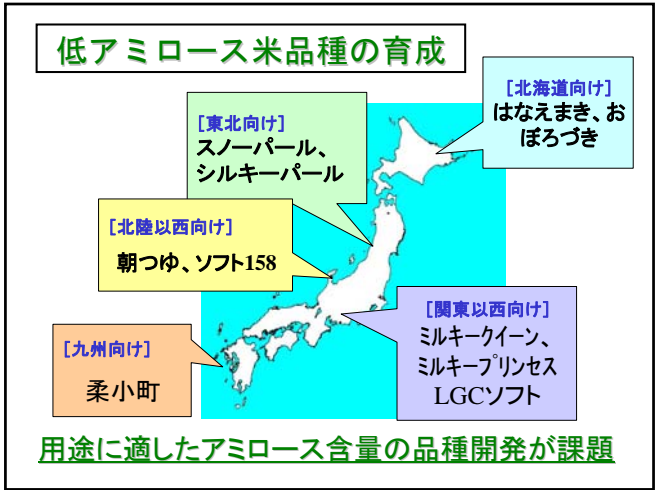 低アミロース米品種の育成
[北海道向け]
はなえまき、お
ぼろづき
[東北向け]
スノーパール、
シルキーパール
[北陸以西向け]
朝つゆ、ソフト158
[関東以西向け]
ミルキークイーン、
ミルキープリンセス
LGCソフト
[九州向け]
柔小町
用途に適したアミロース含量の品種開発が課題